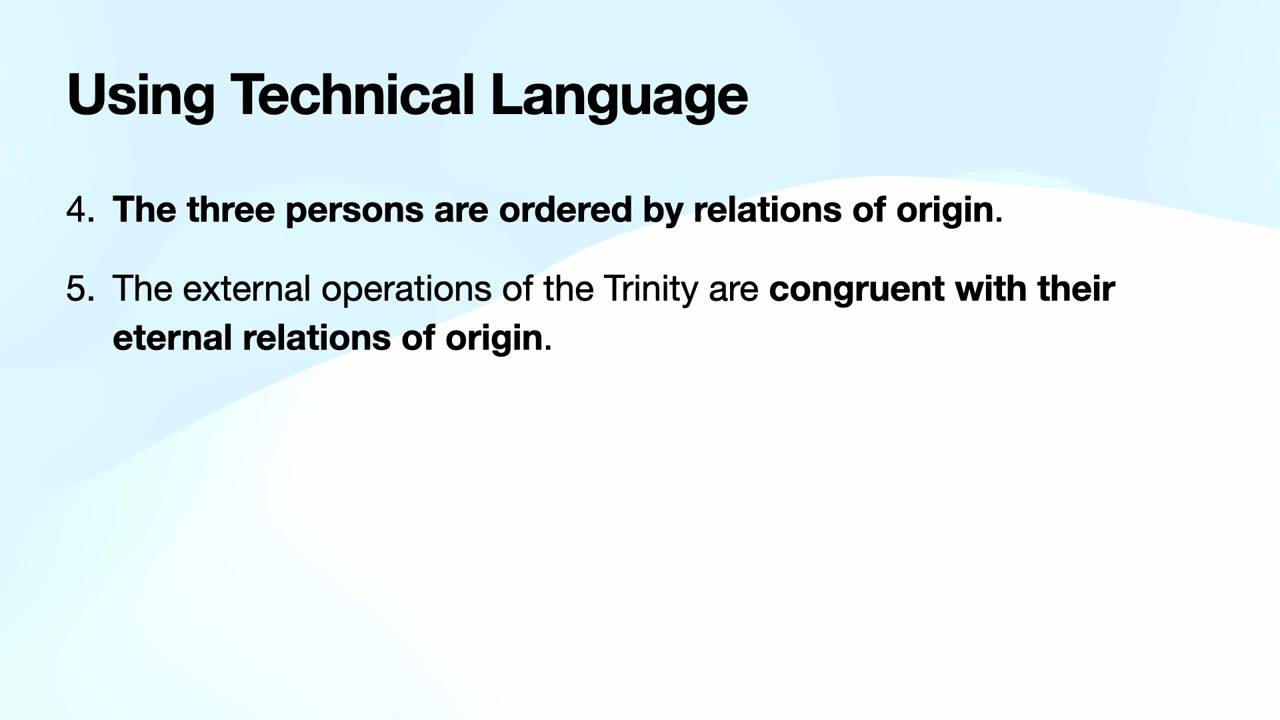 Using Technical Language
4. The three persons are ordered by relations of origin.
5. The external operations of the Trinity are congruent with their
eternal relations of origin.